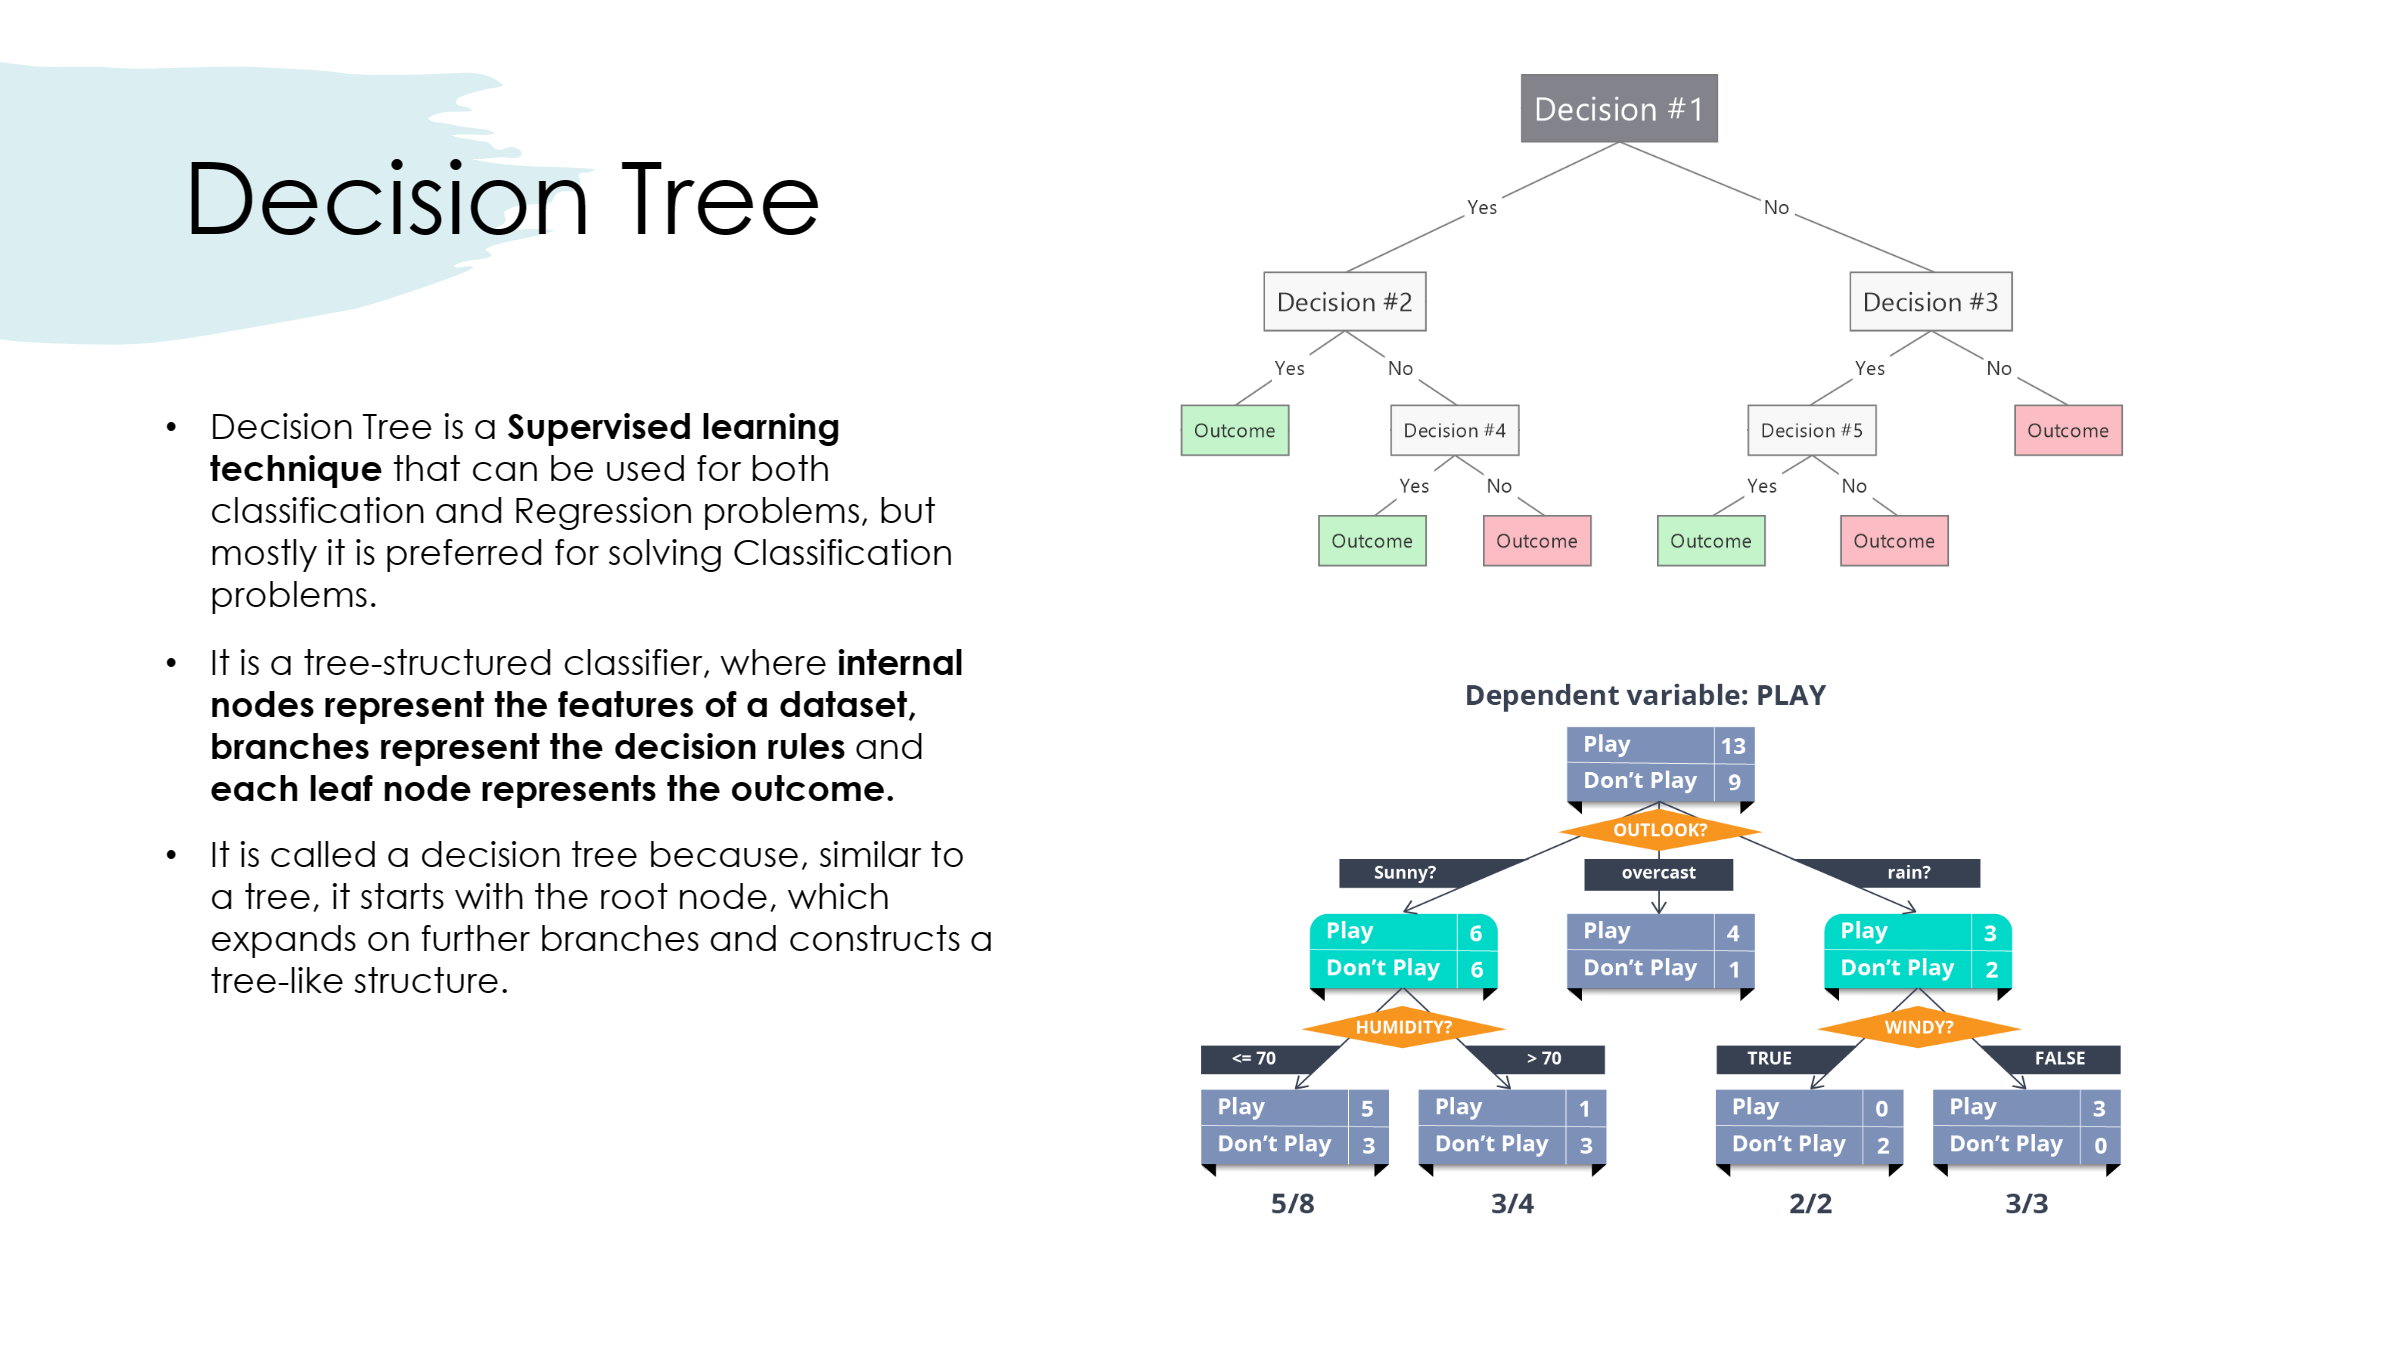 Decision Tree
• Decision Tree is a Supervised learning
technique that can be used for both
classification and Regression problems, but
mostly it is preferred for solving Classification
problems.
• It is a tree-structured classifier, where internal
nodes represent the features of a dataset,
branches represent the decision rules and
each leaf node represents the outcome.
• It is called a decision tree because, similar to
a tree, it starts with the root node, which
expands on further branches and constructs a
tree-like structure.
Decision #1
Yes No
Decision #2 Decision #3
Yes No Yes No
Outcome Decision #4 Decision #5 Outcome
Yes No Yes No
Outcome Outcome Outcome Outcome
Dependent variable: PLAY
Play 13
Don’t Play 9
OUTLOOK?
Sunny? overcast rain?
Play 6 Play 4 Play 3
Don’t Play 6 Don’t Play 1 Don’t Play 2
HUMIDITY? WINDY?
<= 70 > 70 TRUE FALSE
Play 5 Play 1 Play 0 Play 3
Don’t Play 3 Don’t Play 3 Don’t Play 2 Don’t Play 0
5/8 3/4 2/2 3/3